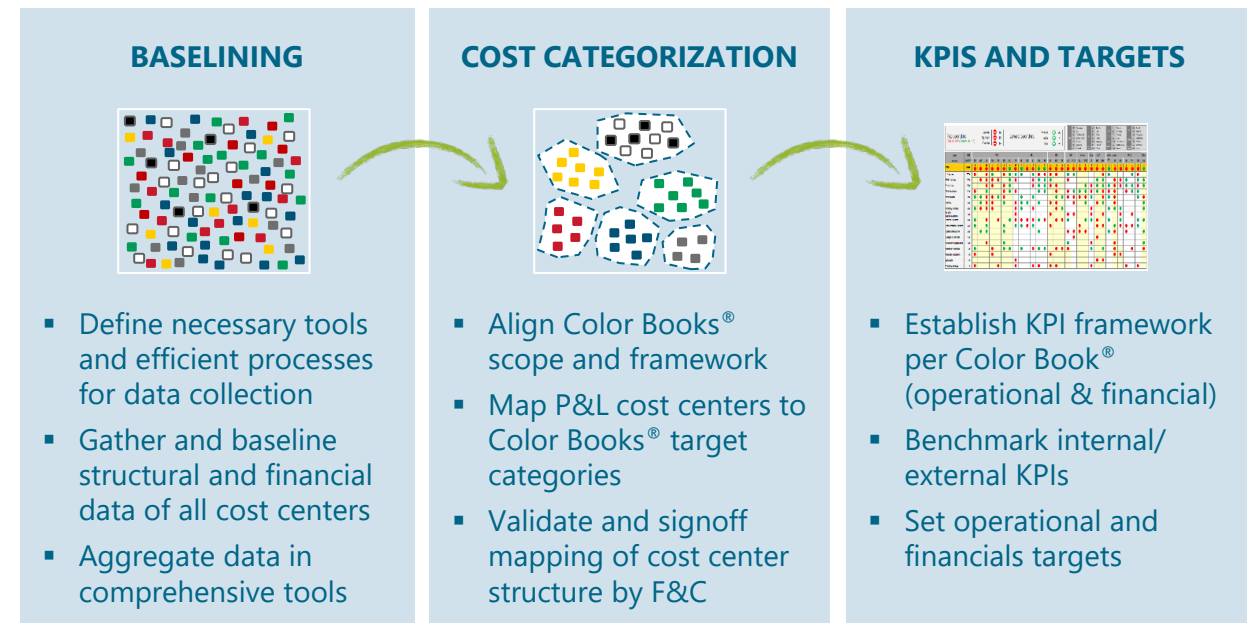 BASELINING
▪ Define necessary tools
and efficient processes
for data collection
▪ Gather and baseline
structural and financial
data of all cost centers
▪ Aggregate data in
comprehensive tools
COST CATEGORIZATION
▪ Align Color Books®
scope and framework
▪ Map P&L cost centers to
Color Books® target
categories
▪ Validate and signoff
mapping of cost center
structure by F&C
KPIS AND TARGETS
▪ Establish KPI framework
per Color Book®
(operational & financial)
▪ Benchmark internal/
external KPIs
▪ Set operational and
financials targets